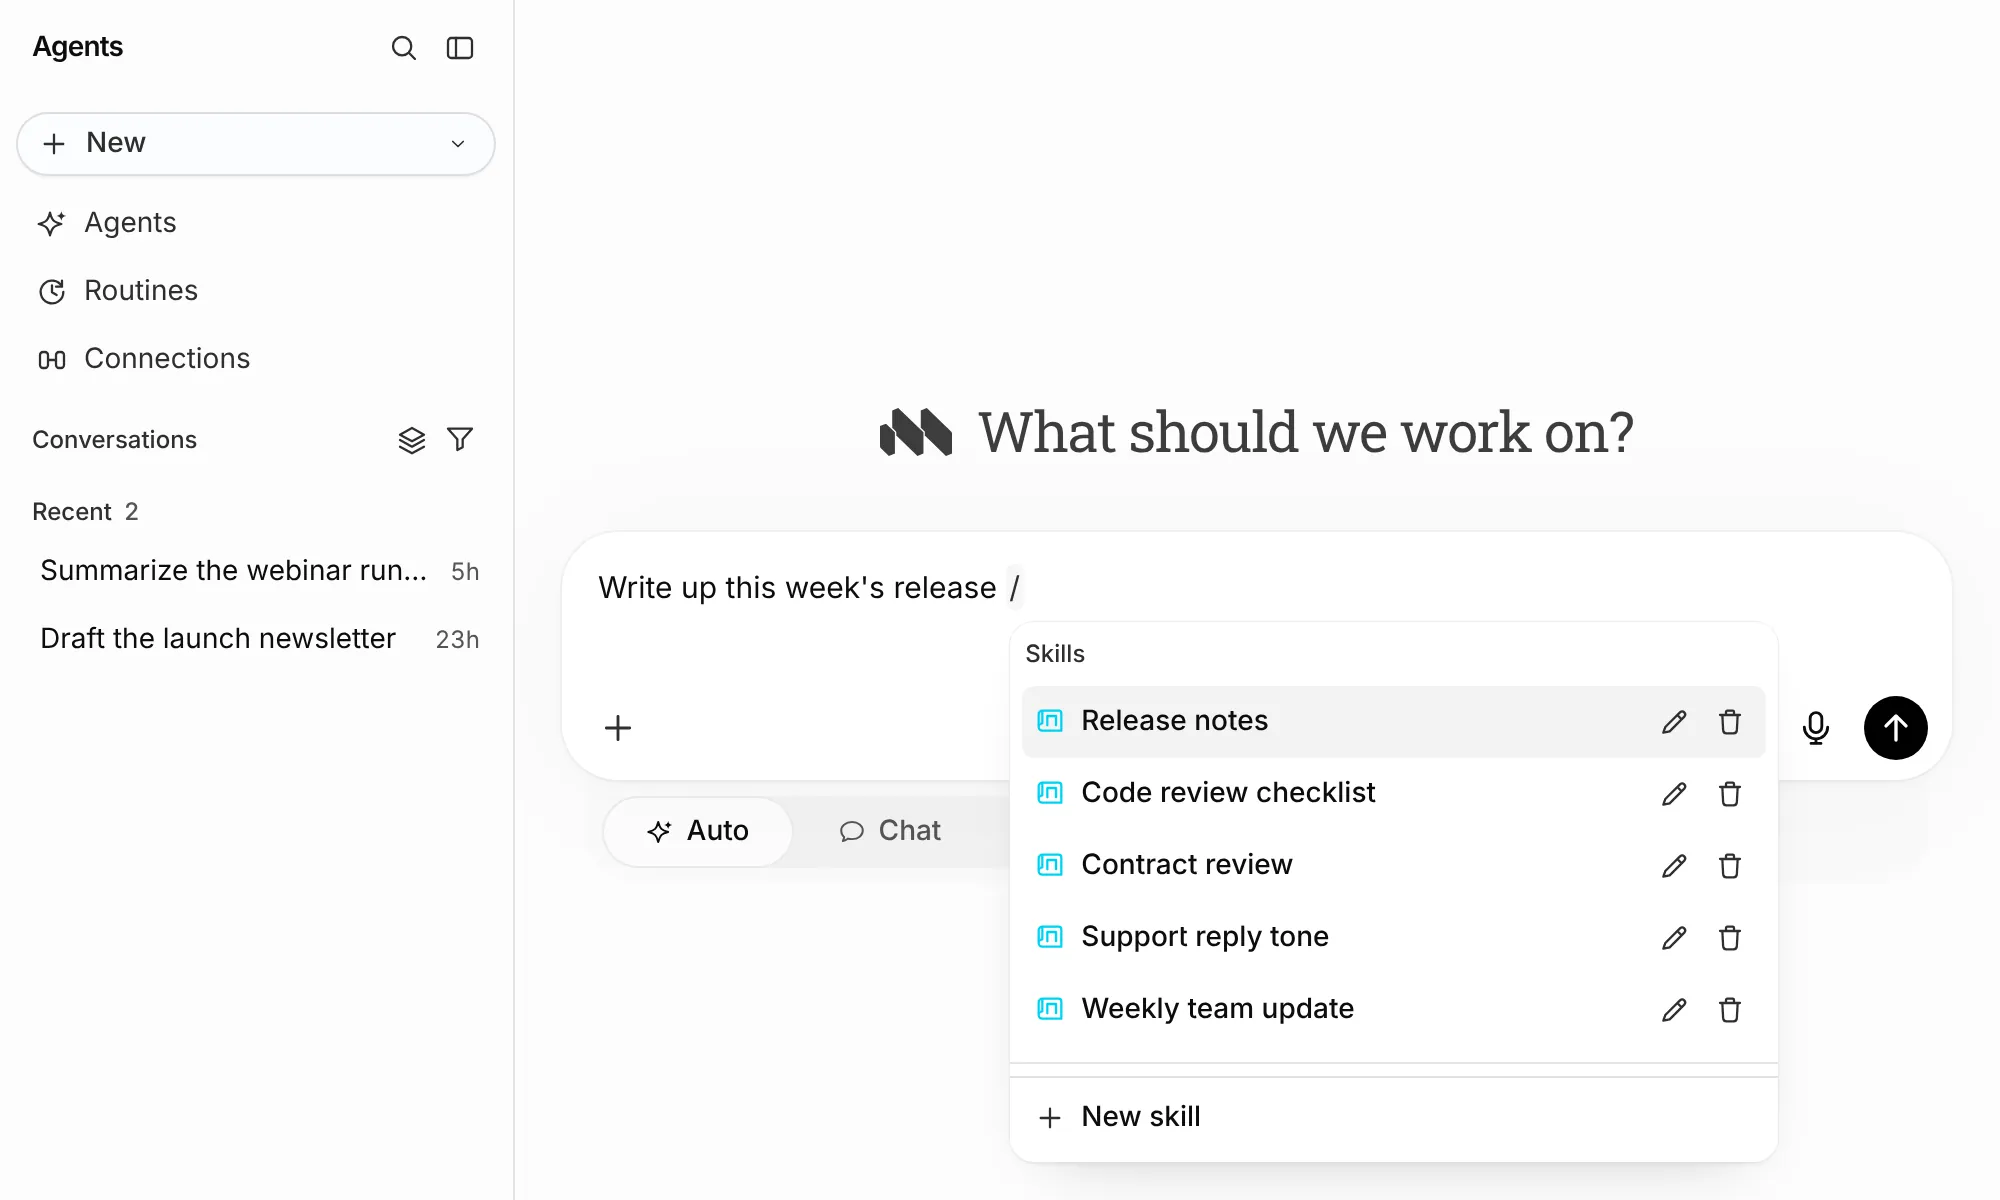 Agents
New
Agents
Routines
Connections
Conversations
Recent 2
Summarize the webinar run... 5h
Draft the launch newsletter 23h
What should we work on?
Write up this week's release /
Skills
Release notes
Code review checklist
Contract review
Support reply tone
Weekly team update
New skill
Auto
Chat